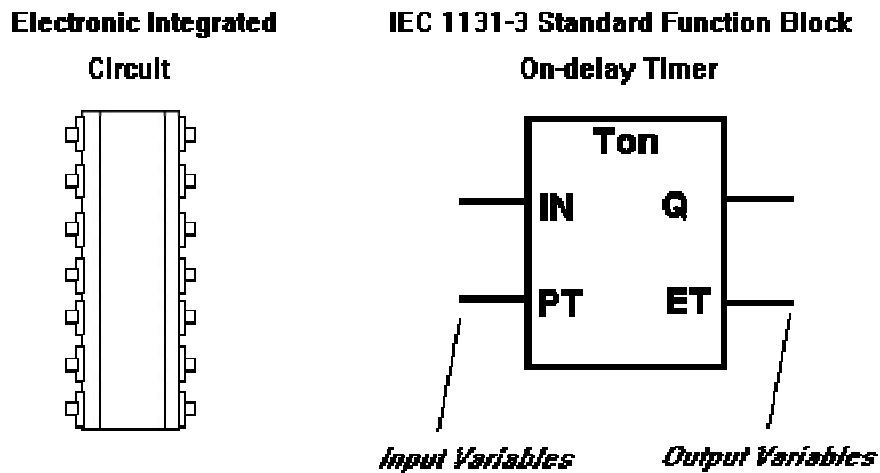 Electronic Integrated
Circuit
IEC 1131-3 Standard Function Block
On-delay Timer
Ton
IN
Q
PT
ET
Input Variables
Output Variables